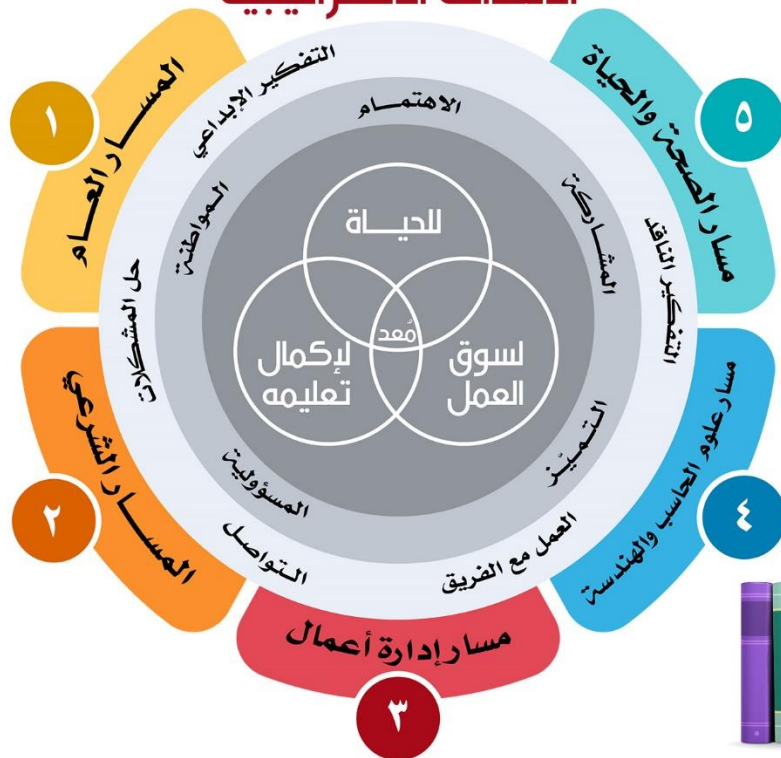 ١
المسار العام
٢
المسار الشرعي
٣
مسار إدارة أعمال
٤
مسار علوم الحاسب والهندسة
٥
مسار الصحة والحياة
التفكير الإبداعي
حل المشكلات
التواصل
العمل مع الفريق
التفكير الناقد
الاهتمام
المواطنة
المسؤولية
التميّز
المشاركة
للحياة
مُعد
لإكمال
تعليمه
لسوق
العمل